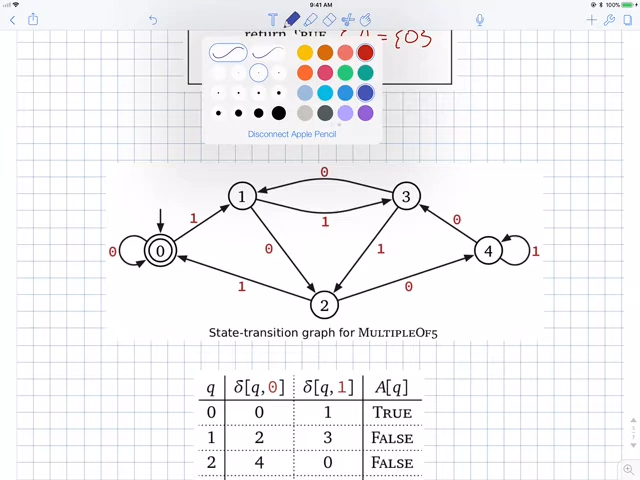 9:41 AM
100%
return TRUE = {0}
Disconnect Apple Pencil
0
1 3
1
1 0
0 0 1 0 4 1
1 0
2
State-transition graph for MULTIPLEOF5
q δ[q,0] δ[q,1] A[q]
0 0 1 TRUE
1 2 3 FALSE
2 4 0 FALSE